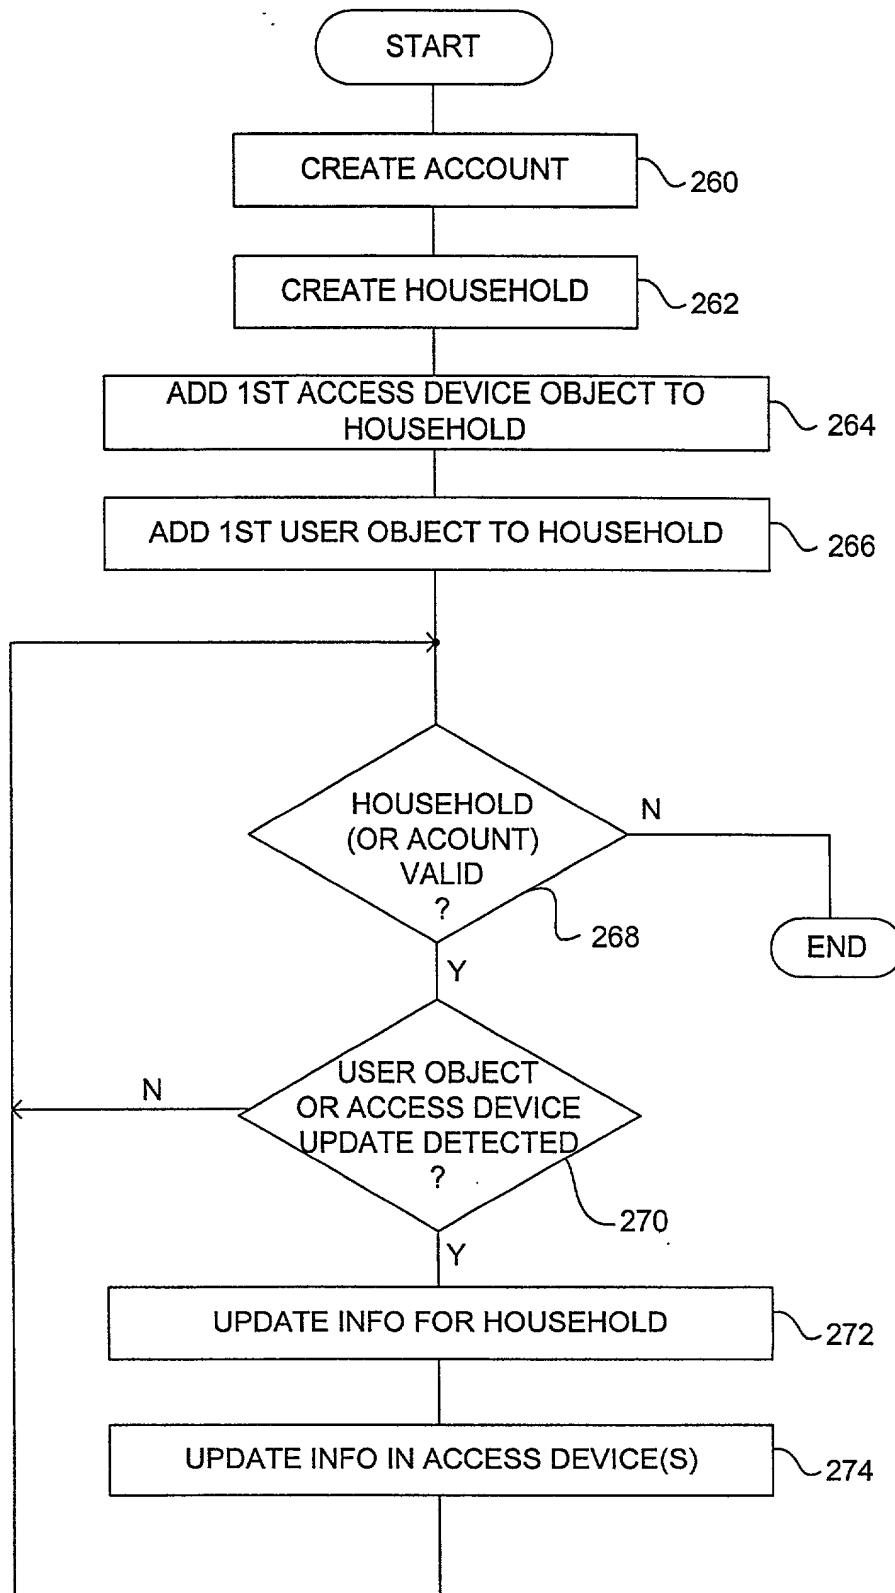 START
CREATE ACCOUNT
260
CREATE HOUSEHOLD
262
ADD 1ST ACCESS DEVICE OBJECT TO
HOUSEHOLD
264
ADD 1ST USER OBJECT TO HOUSEHOLD
266
HOUSEHOLD
(OR ACOUNT)
VALID
?
N
268
END
Y
USER OBJECT
OR ACCESS DEVICE
UPDATE DETECTED
?
N
270
Y
UPDATE INFO FOR HOUSEHOLD
272
UPDATE INFO IN ACCESS DEVICE(S)
274